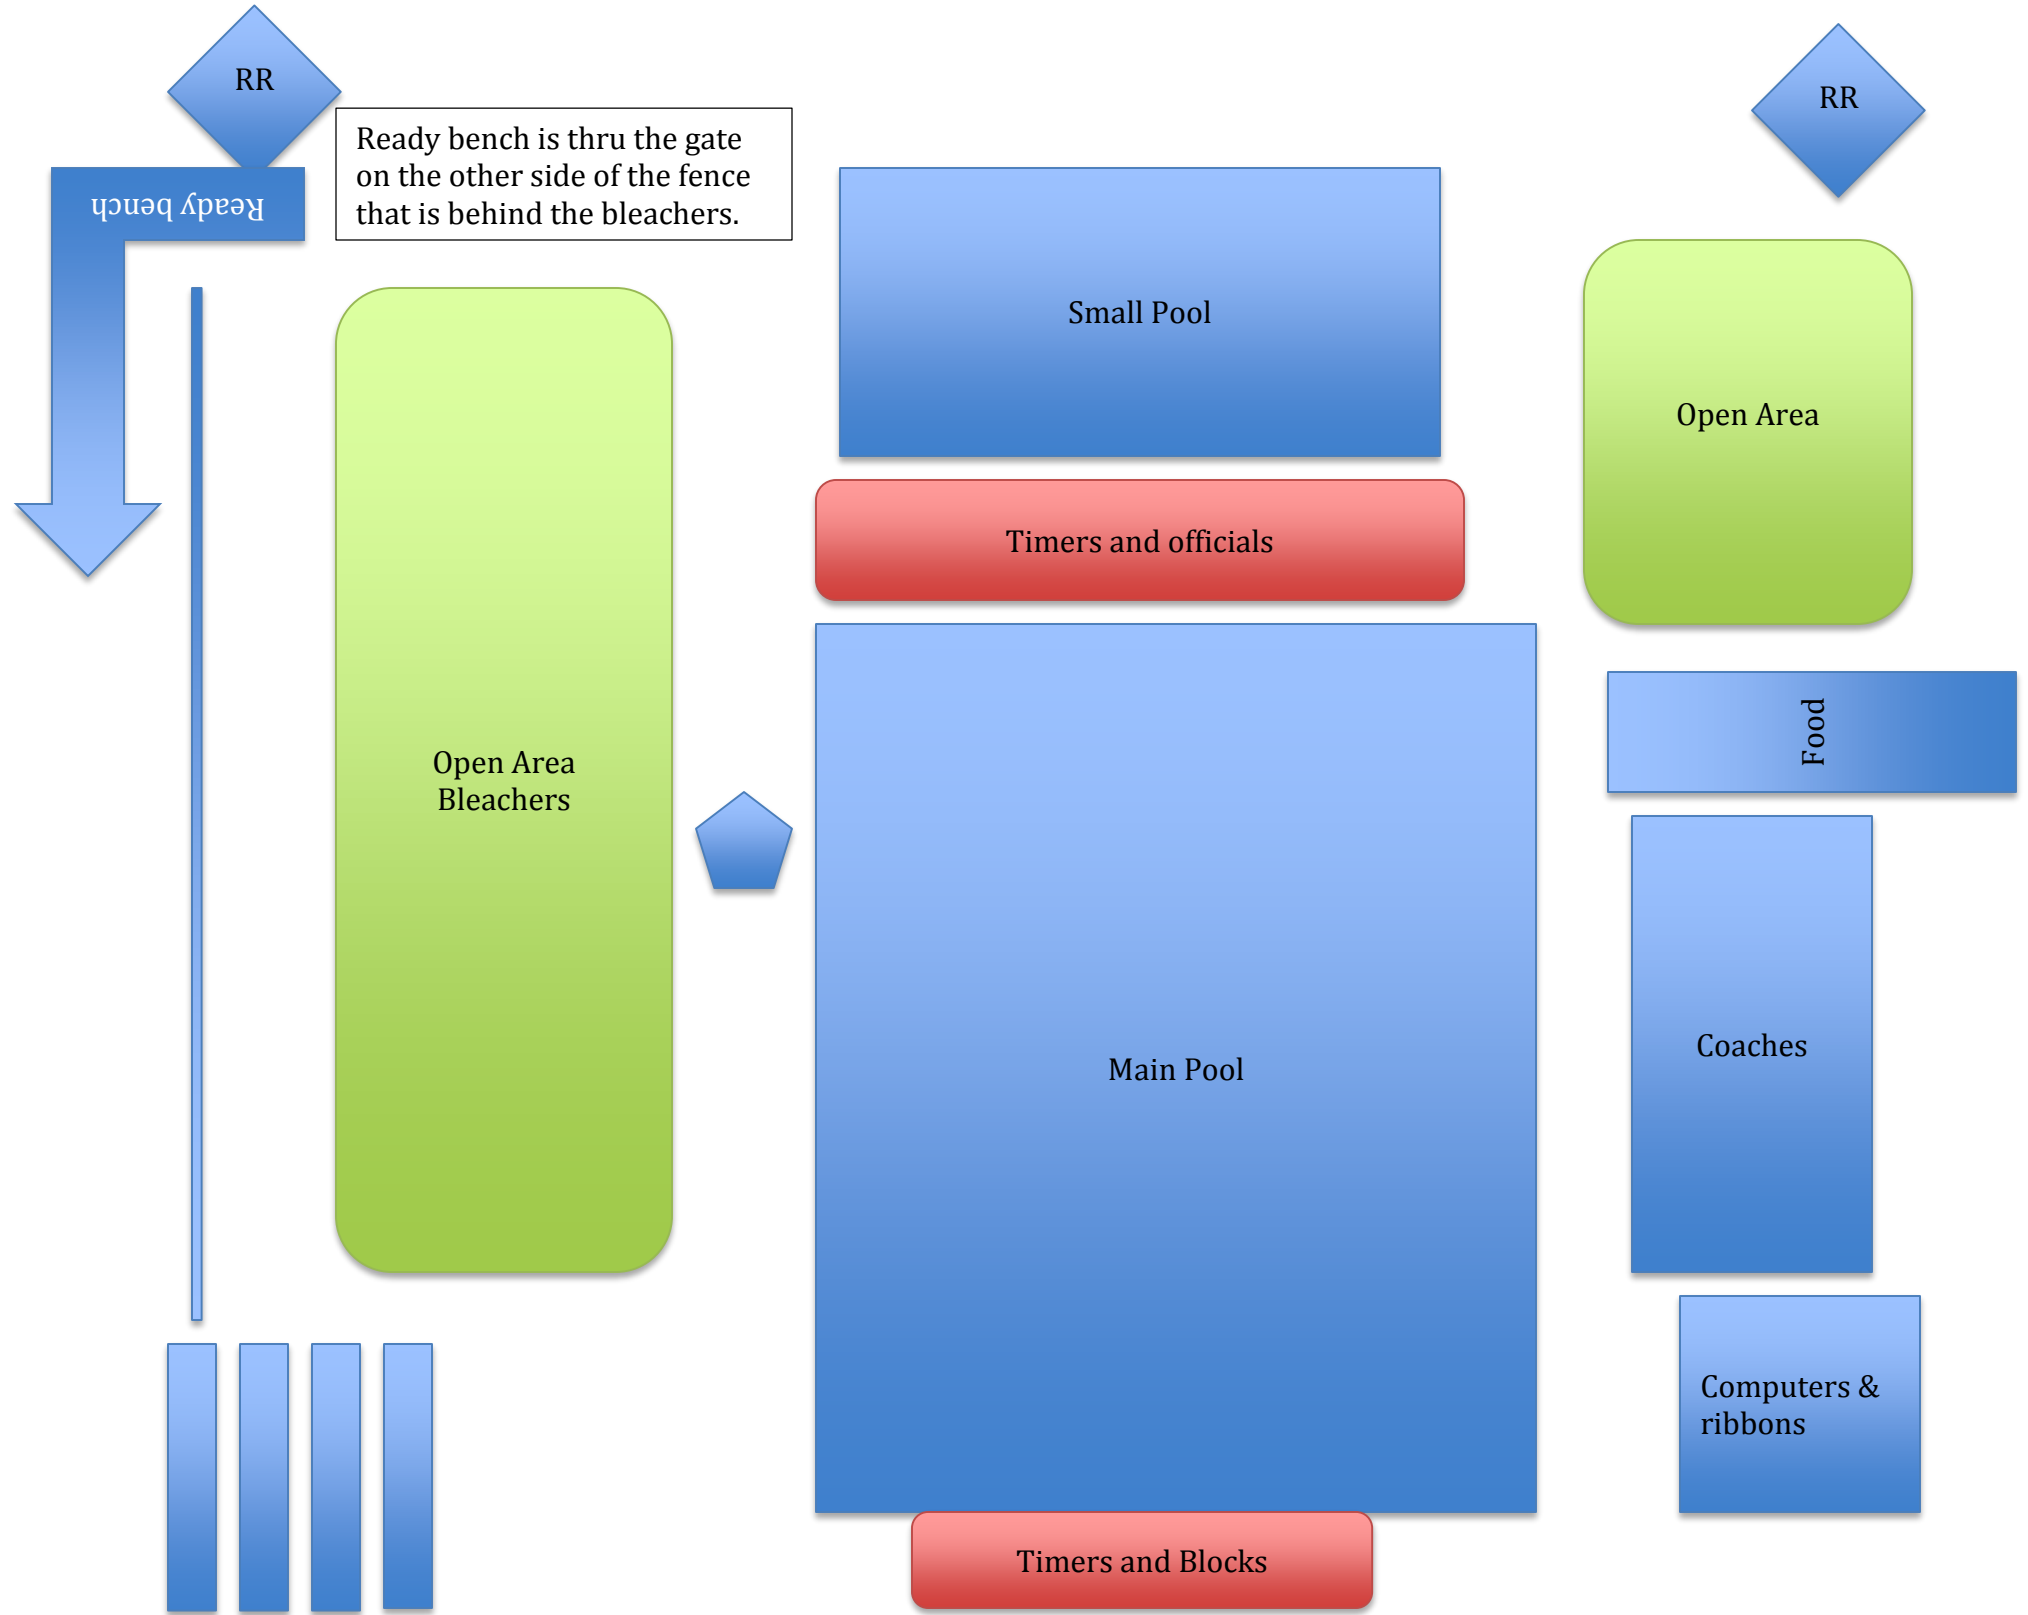 RR
RR
Ready bench is thru the gate
on the other side of the fence
that is behind the bleachers.
Ready bench
Small Pool
Open Area
Timers and officials
Food
Open Area
Bleachers
Coaches
Main Pool
Computers &
ribbons
Timers and Blocks